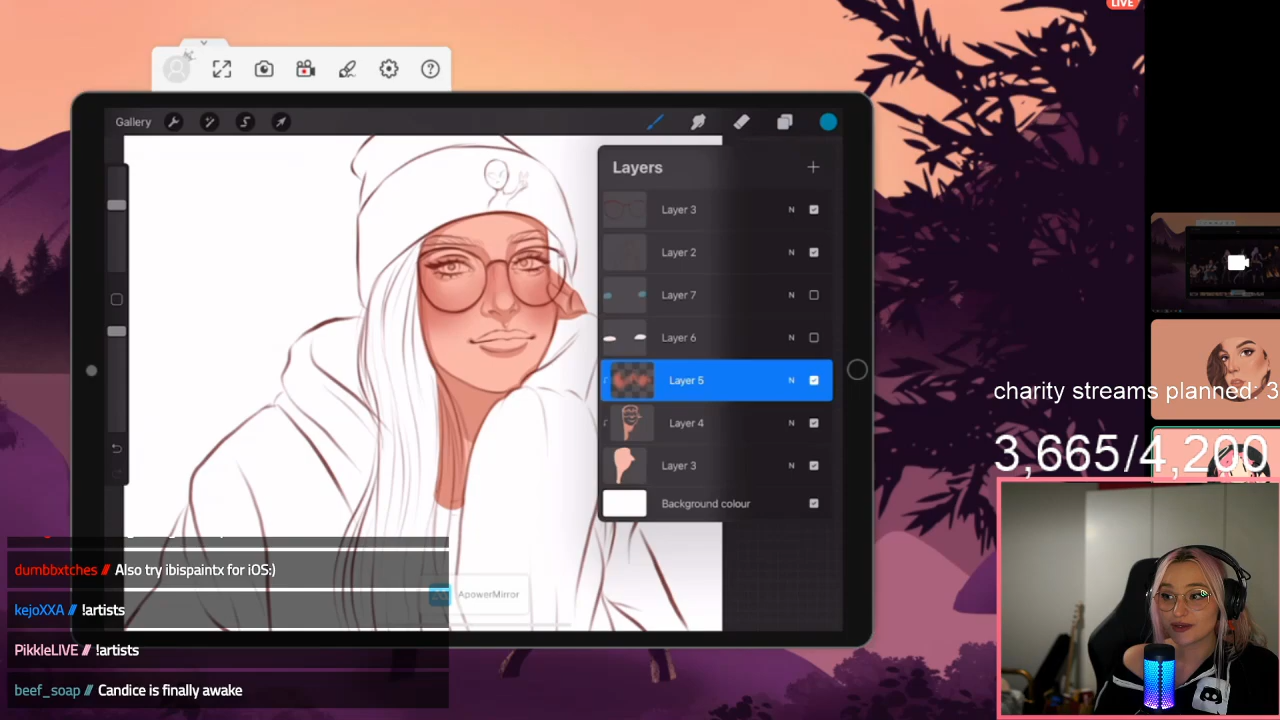 LIVE
Gallery
Layers
Layer 3 N
Layer 2 N
Layer 7 N
Layer 6 N
Layer 5 N
Layer 4 N
Layer 3 N
Background colour
ApowerMirror
charity streams planned: 3
3,665/4,200
dumbbxtches // Also try ibispaintx for iOS:)
kejoXXA // !artists
PikkleLIVE // !artists
beef_soap // Candice is finally awake